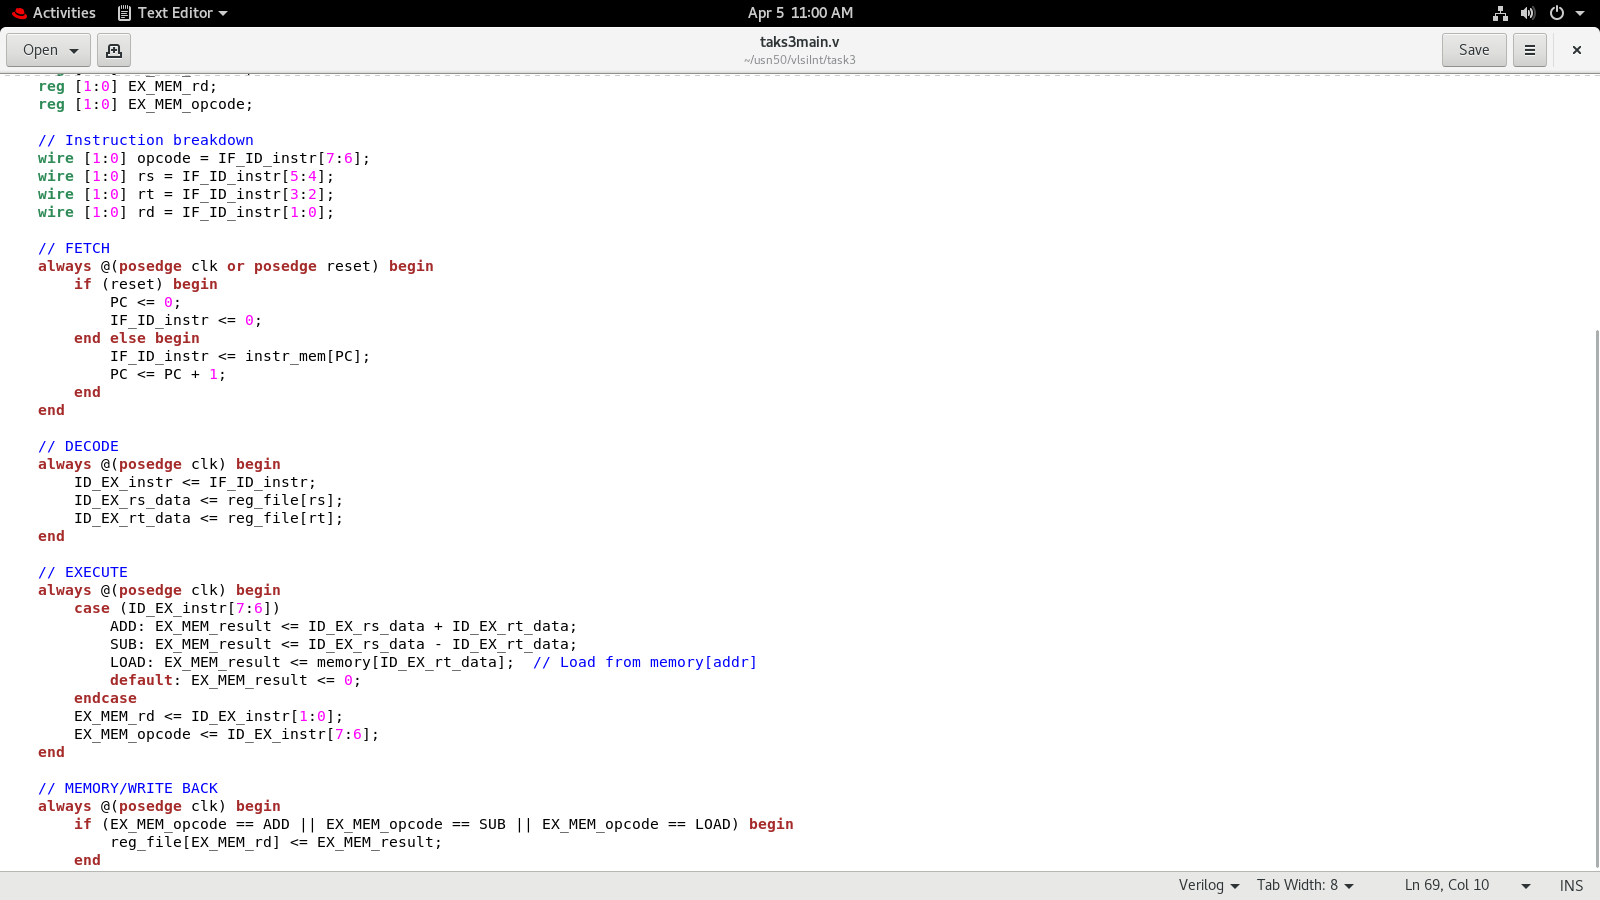 Activities Text Editor Apr 5 11:00 AM
Open taks3main.v Save
~/usn50/vlsiInt/task3
reg [1:0] EX_MEM_rd;
reg [1:0] EX_MEM_opcode;
// Instruction breakdown
wire [1:0] opcode = IF_ID_instr[7:6];
wire [1:0] rs = IF_ID_instr[5:4];
wire [1:0] rt = IF_ID_instr[3:2];
wire [1:0] rd = IF_ID_instr[1:0];
// FETCH
always @(posedge clk or posedge reset) begin
if (reset) begin
PC <= 0;
IF_ID_instr <= 0;
end else begin
IF_ID_instr <= instr_mem[PC];
PC <= PC + 1;
end
end
// DECODE
always @(posedge clk) begin
ID_EX_instr <= IF_ID_instr;
ID_EX_rs_data <= reg_file[rs];
ID_EX_rt_data <= reg_file[rt];
end
// EXECUTE
always @(posedge clk) begin
case (ID_EX_instr[7:6])
ADD: EX_MEM_result <= ID_EX_rs_data + ID_EX_rt_data;
SUB: EX_MEM_result <= ID_EX_rs_data - ID_EX_rt_data;
LOAD: EX_MEM_result <= memory[ID_EX_rt_data]; // Load from memory[addr]
default: EX_MEM_result <= 0;
endcase
EX_MEM_rd <= ID_EX_instr[1:0];
EX_MEM_opcode <= ID_EX_instr[7:6];
end
// MEMORY/WRITE BACK
always @(posedge clk) begin
if (EX_MEM_opcode == ADD || EX_MEM_opcode == SUB || EX_MEM_opcode == LOAD) begin
reg_file[EX_MEM_rd] <= EX_MEM_result;
end
Verilog Tab Width: 8 Ln 69, Col 10 INS